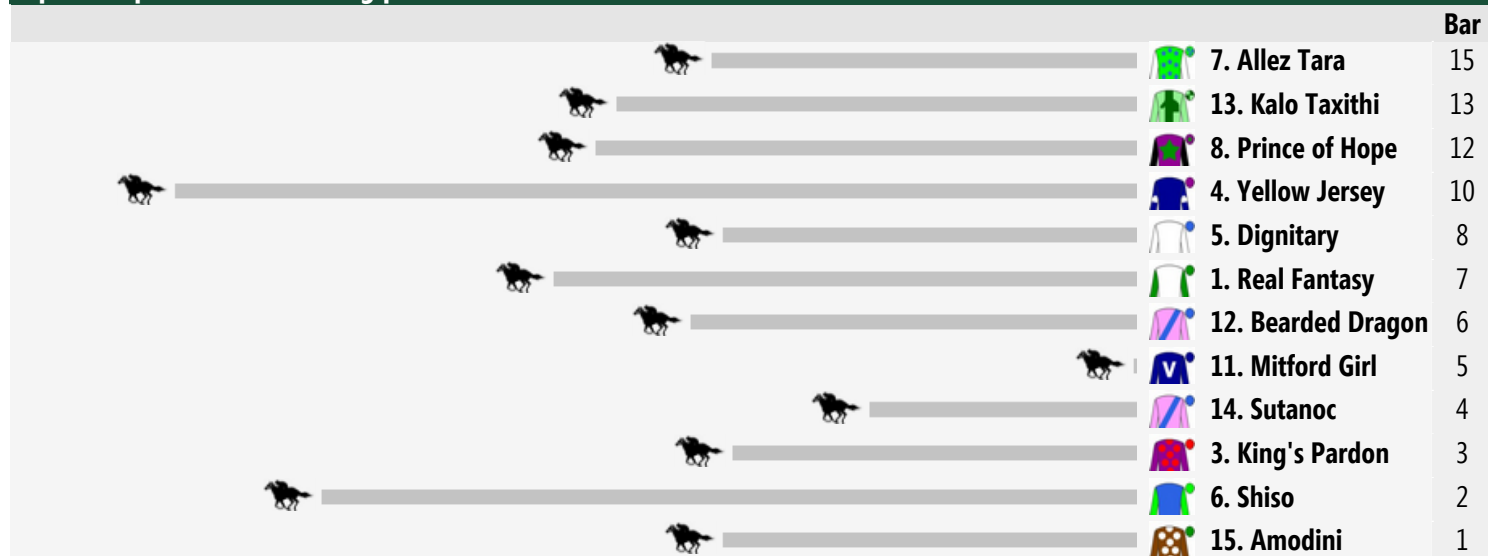 Bar
7. Allez Tara 15
13. Kalo Taxithi 13
8. Prince of Hope 12
4. Yellow Jersey 10
5. Dignitary 8
1. Real Fantasy 7
12. Bearded Dragon 6
V 11. Mitford Girl 5
14. Sutanoc 4
3. King's Pardon 3
6. Shiso 2
15. Amodini 1